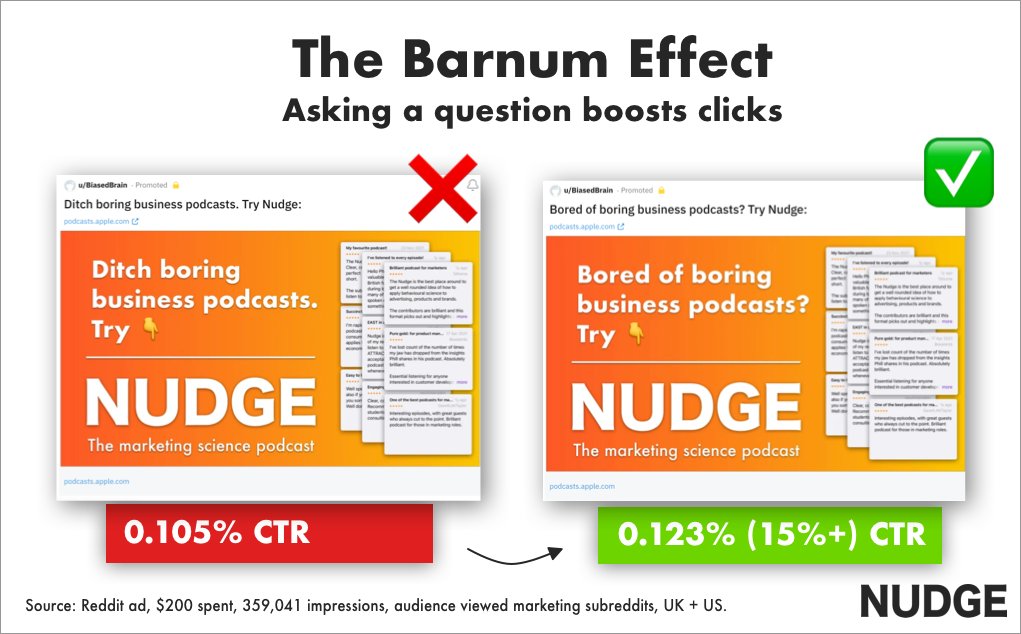 The Barnum Effect
Asking a question boosts clicks
u/BiasedBrain · Promoted
Ditch boring business podcasts. Try Nudge:
podcasts.apple.com
Ditch boring
business podcasts.
Try 👇
NUDGE
The marketing science podcast
My favourite podcast!
I've listened to every episode!
Brilliant podcast for marketers
The Nudge is the best place around to
get a well rounded idea of how to
apply behavioural science to
advertising, products and brands.
The contributors are brilliant and this
format picks out and highlight
more
Pure gold: for product man...
I've lost count of the number of times
my jaw has dropped from the insights
Phill shares in his podcast. Absolutely
brilliant.
Essential listening for anyone
interested in customer develop
more
One of the best podcasts for ma...
Interesting episodes, with great guests
who always cut to the point. Brilliant
podcast for those in marketing roles.
podcasts.apple.com
0.105% CTR
u/BiasedBrain · Promoted
Bored of boring business podcasts? Try Nudge:
podcasts.apple.com
Bored of boring
business podcasts?
Try 👇
NUDGE
The marketing science podcast
My favourite podcast!
I've listened to every episode!
Brilliant podcast for marketers
The Nudge is the best place around to
get a well rounded idea of how to
apply behavioural science to
advertising, products and brands.
The contributors are brilliant and this
format picks out and highlight
more
Pure gold: for product man...
I've lost count of the number of times
my jaw has dropped from the insights
Phill shares in his podcast. Absolutely
brilliant.
Essential listening for anyone
interested in customer develop
more
One of the best podcasts for ma...
Interesting episodes, with great guests
who always cut to the point. Brilliant
podcast for those in marketing roles.
podcasts.apple.com
0.123% (15%+) CTR
Source: Reddit ad, $200 spent, 359,041 impressions, audience viewed marketing subreddits, UK + US.
NUDGE